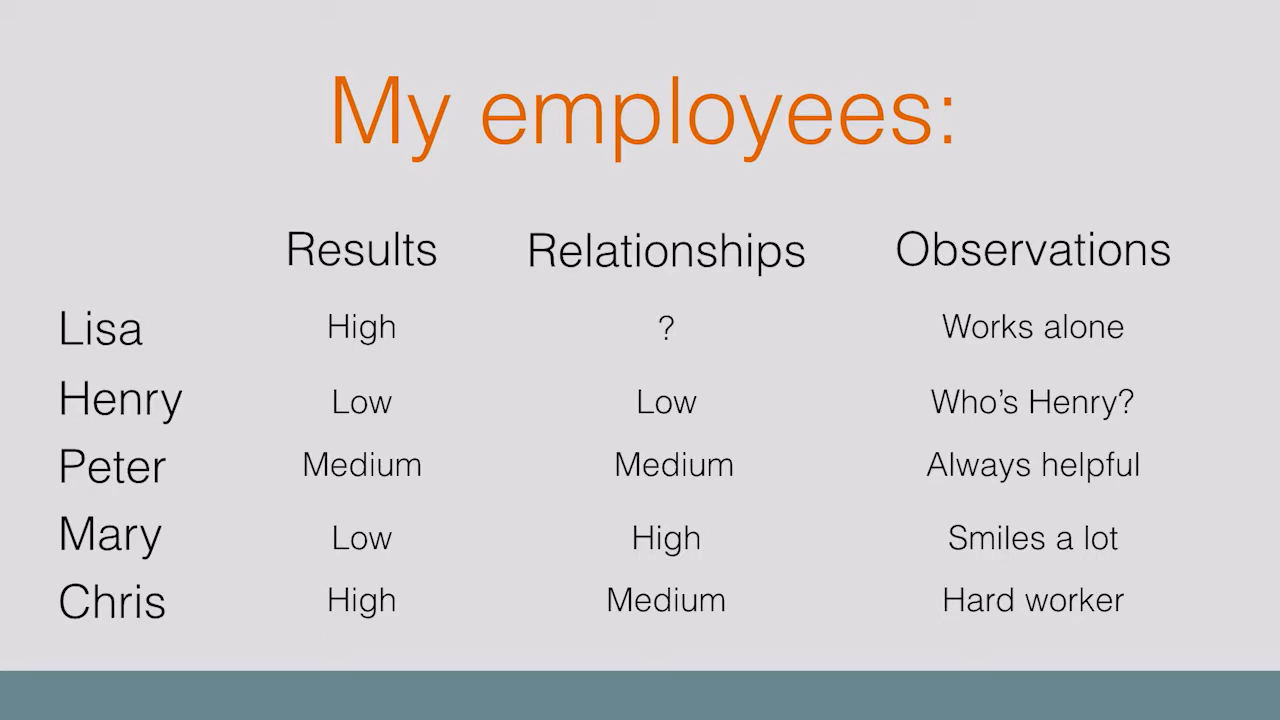 My employees:
Results Relationships Observations
Lisa High ? Works alone
Henry Low Low Who's Henry?
Peter Medium Medium Always helpful
Mary Low High Smiles a lot
Chris High Medium Hard worker